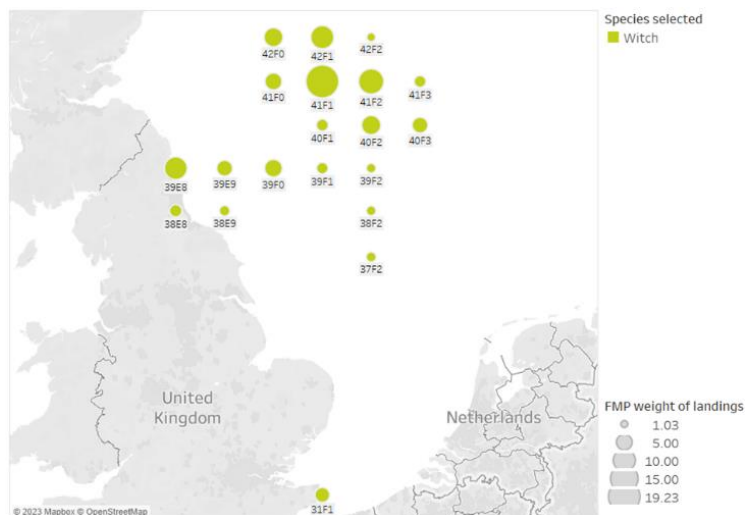 Species selected
Witch
42F0 42F1 42F2
41F0 41F1 41F2 41F3
40F1 40F2 40F3
39E8 39E9 39F0 39F1 39F2
38E8 38E9 38F2
37F2
United
Kingdom
Netherlands
31F1
FMP weight of landings
1.03
5.00
10.00
15.00
19.23
© 2023 Mapbox © OpenStreetMap